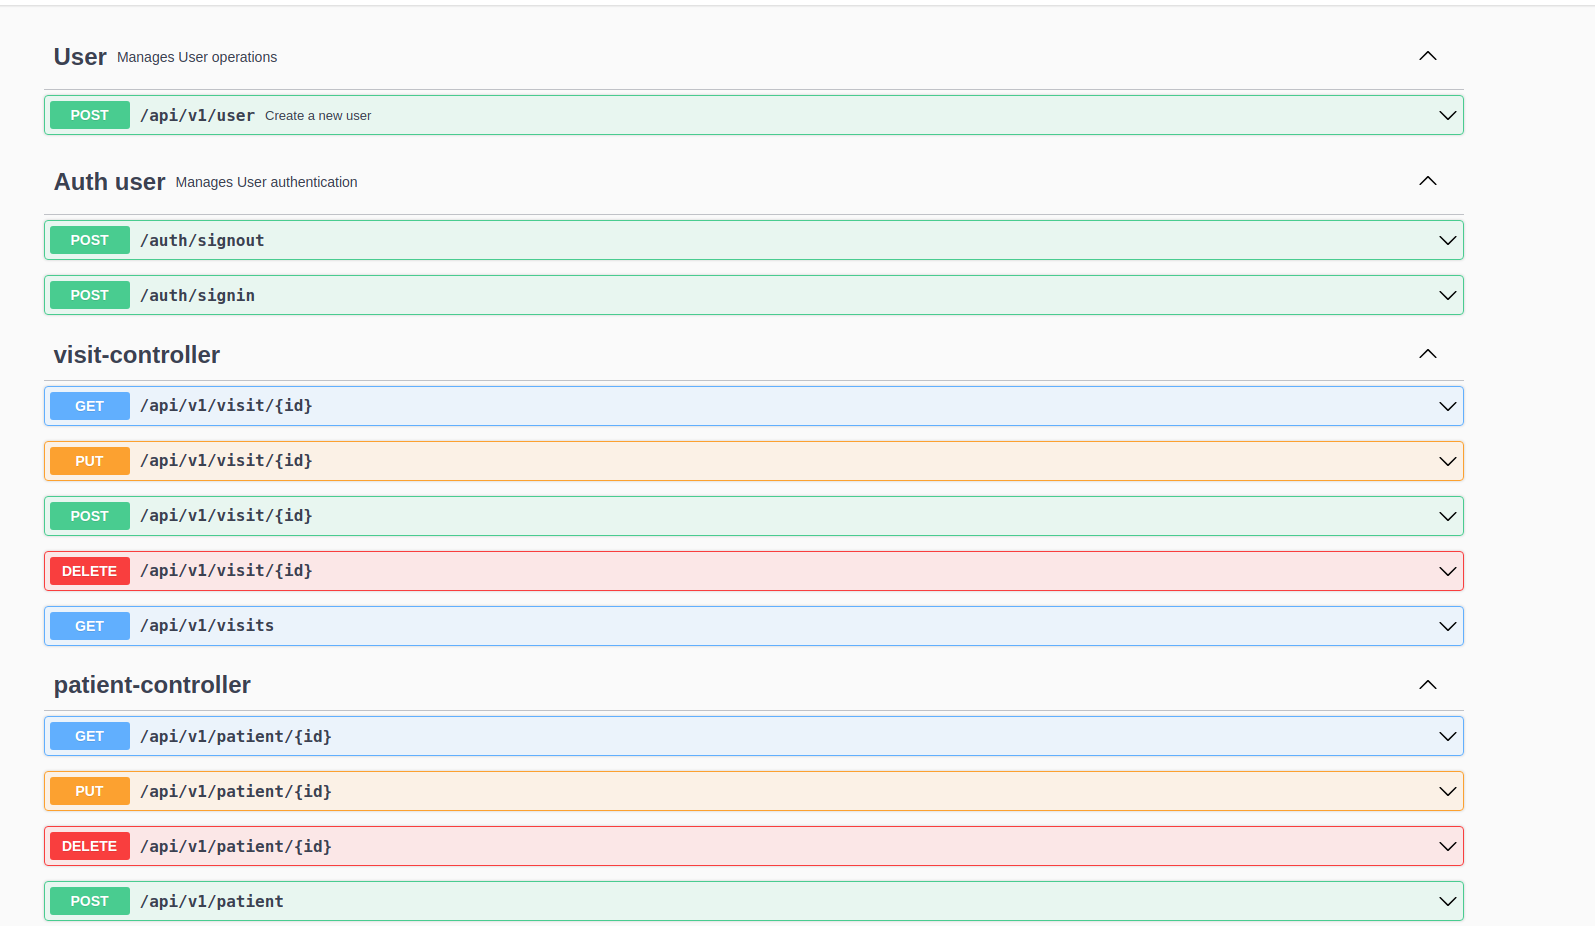 User Manages User operations
POST /api/v1/user Create a new user
Auth user Manages User authentication
POST /auth/signout
POST /auth/signin
visit-controller
GET /api/v1/visit/{id}
PUT /api/v1/visit/{id}
POST /api/v1/visit/{id}
DELETE /api/v1/visit/{id}
GET /api/v1/visits
patient-controller
GET /api/v1/patient/{id}
PUT /api/v1/patient/{id}
DELETE /api/v1/patient/{id}
POST /api/v1/patient